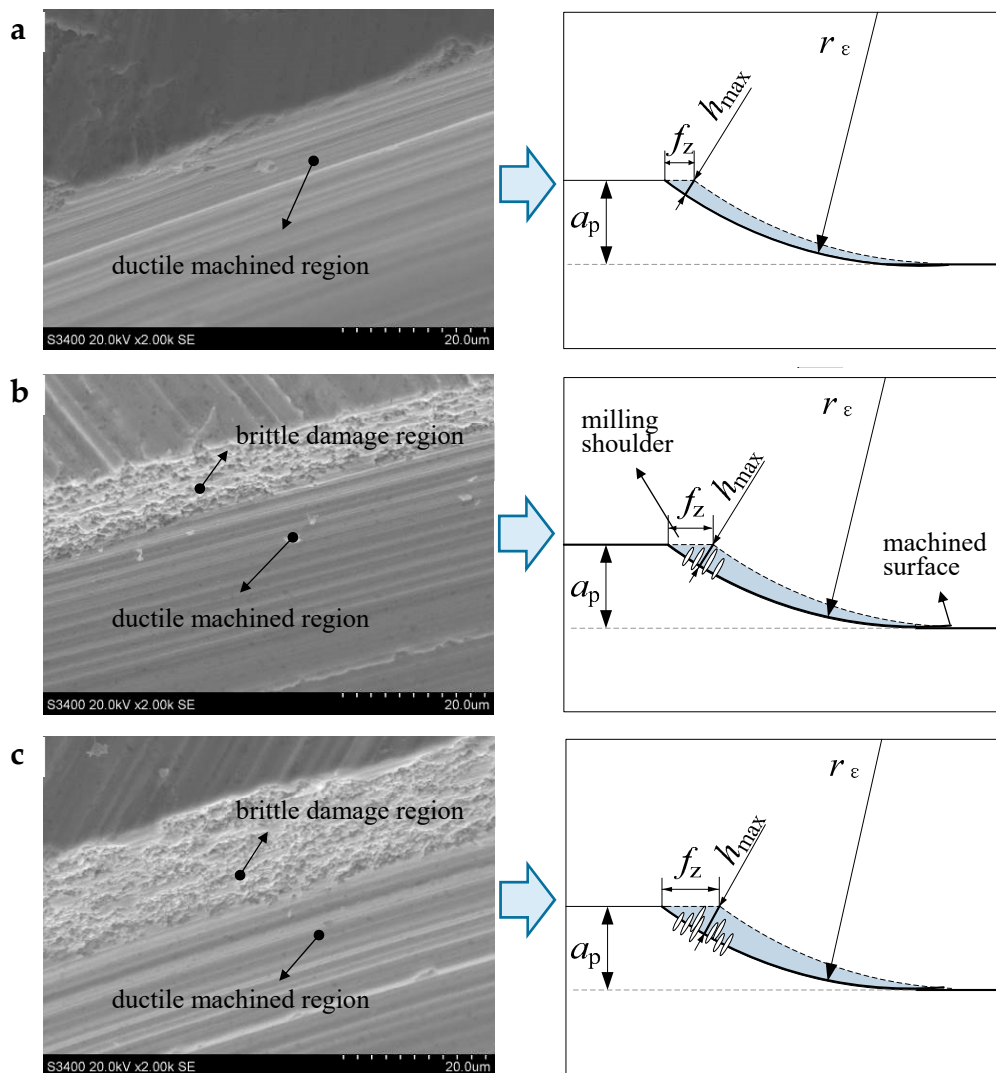 a
ductile machined region
S3400 20.0kV x2.00k SE 20.0um
r ε
h max
f z
a p
b
brittle damage region
ductile machined region
S3400 20.0kV x2.00k SE 20.0um
milling
shoulder
r ε
h max
f z
a p
machined
surface
c
brittle damage region
ductile machined region
S3400 20.0kV x2.00k SE 20.0um
r ε
h max
f z
a p